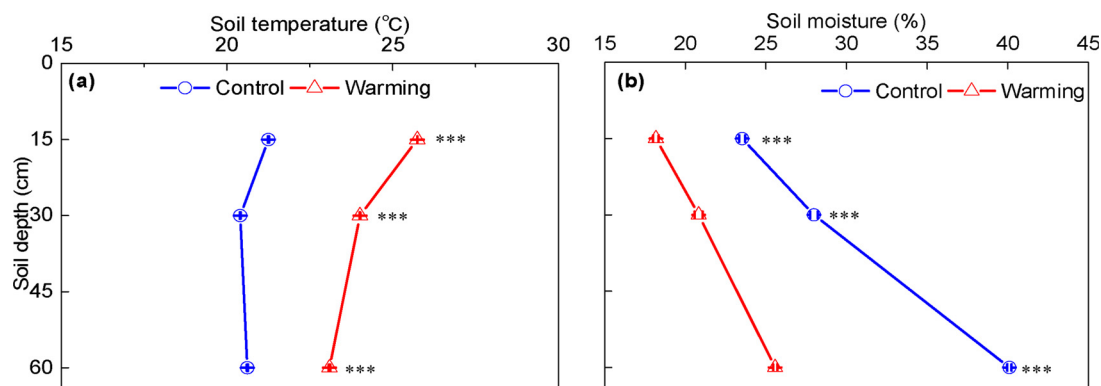 Soil temperature (°C)
15 20 25 30
(a) Control Warming
Soil depth (cm)
0
15
30
45
60
***
***
***
Soil moisture (%)
15 20 25 30 35 40 45
(b) Control Warming
***
***
***